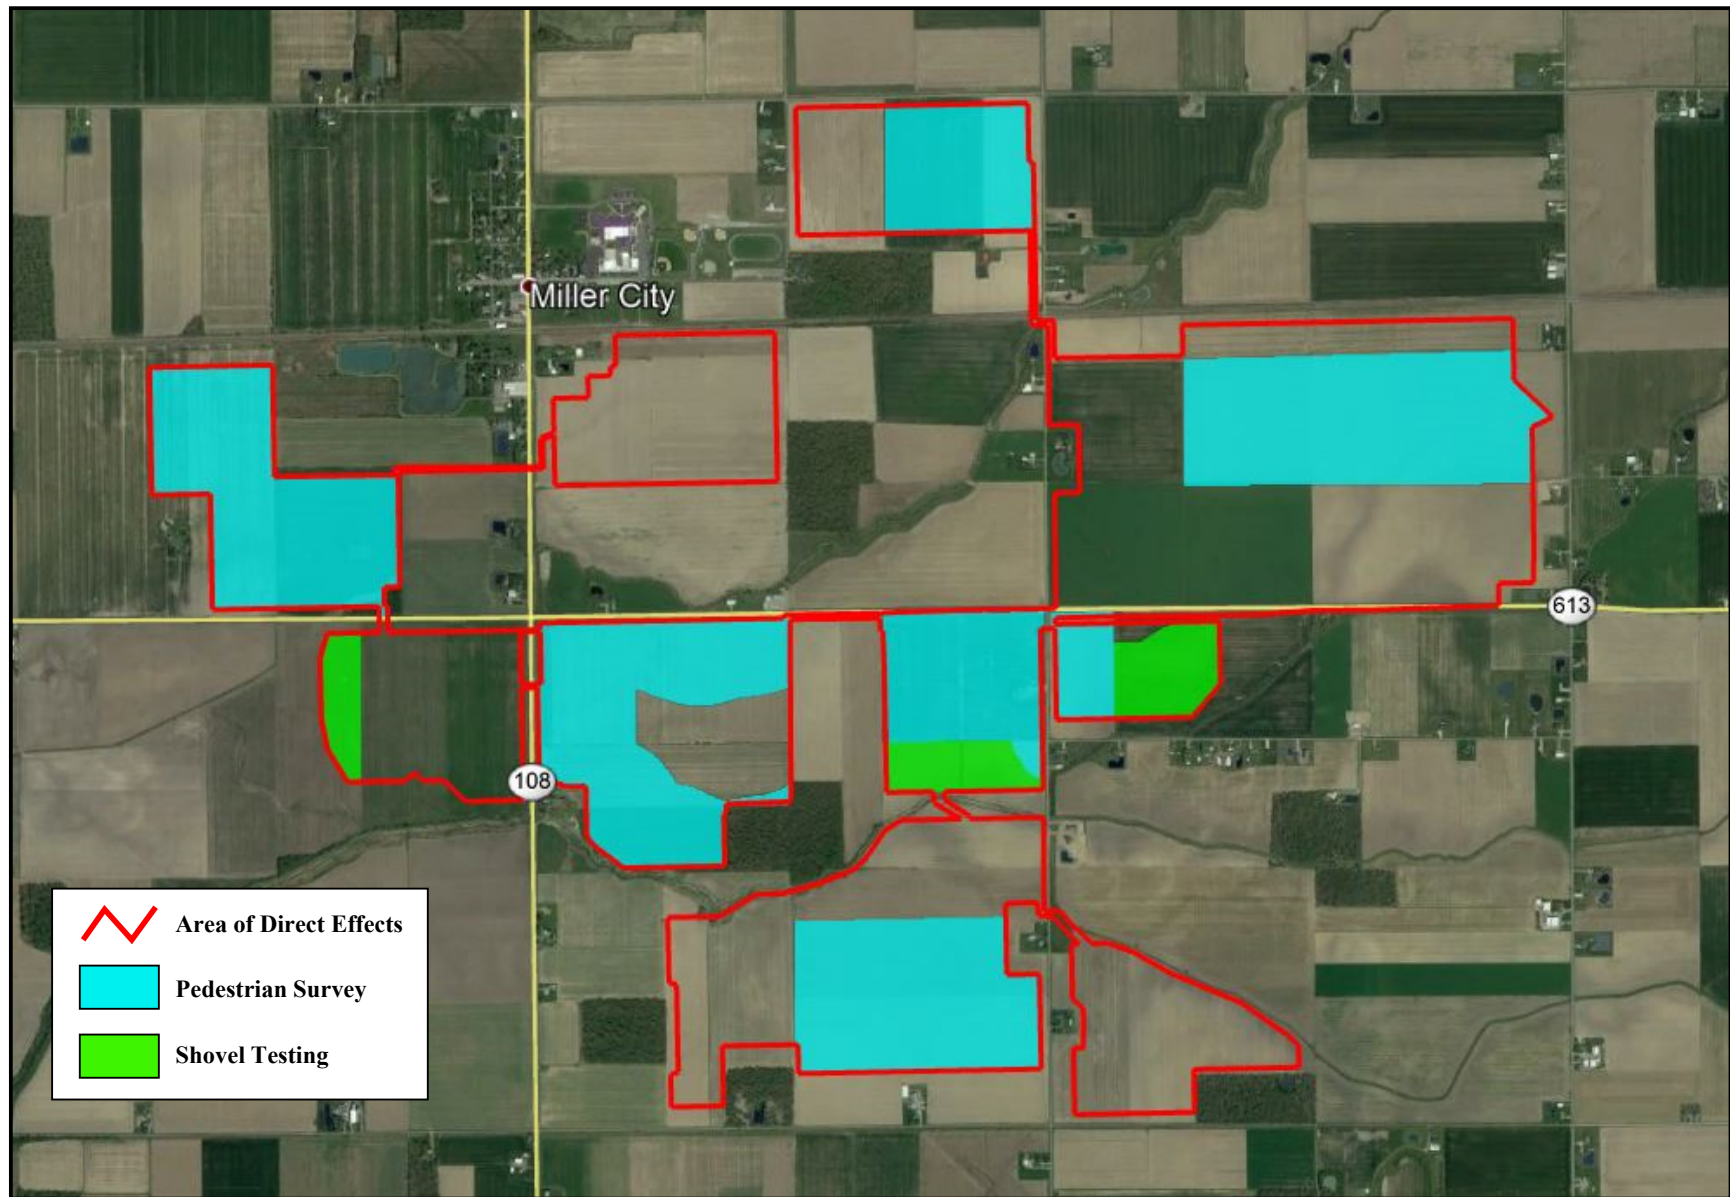 Miller City
613
108
Area of Direct Effects
Pedestrian Survey
Shovel Testing